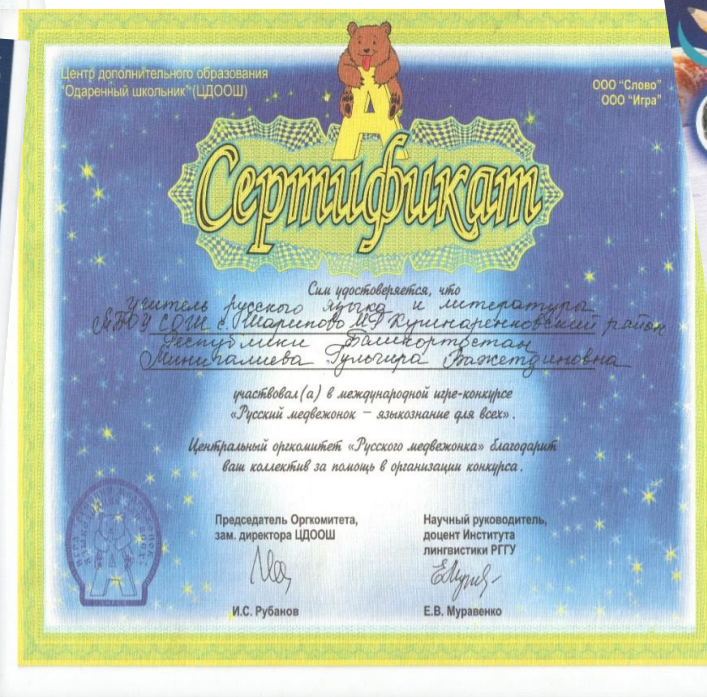 Центр дополнительного образования
"Одаренный школьник" (ЦДООШ)
ООО "Слово"
ООО "Игра"
А
Сертификат
Сим удостоверяется, что
учитель русского языка и литературы
МБОУ СОШ с. Шарипово МР Кушнаренковский район
Республики Башкортостан
Минигалиева Гульгира Важетдиновна
участвовал(а) в международной игре-конкурсе
«Русский медвежонок – языкознание для всех».
Центральный оргкомитет «Русского медвежонка» благодарит
ваш коллектив за помощь в организации конкурса.
Председатель Оргкомитета,
зам. директора ЦДООШ
И.С. Рубанов
Научный руководитель,
доцент Института
лингвистики РГГУ
Е.В. Муравенко